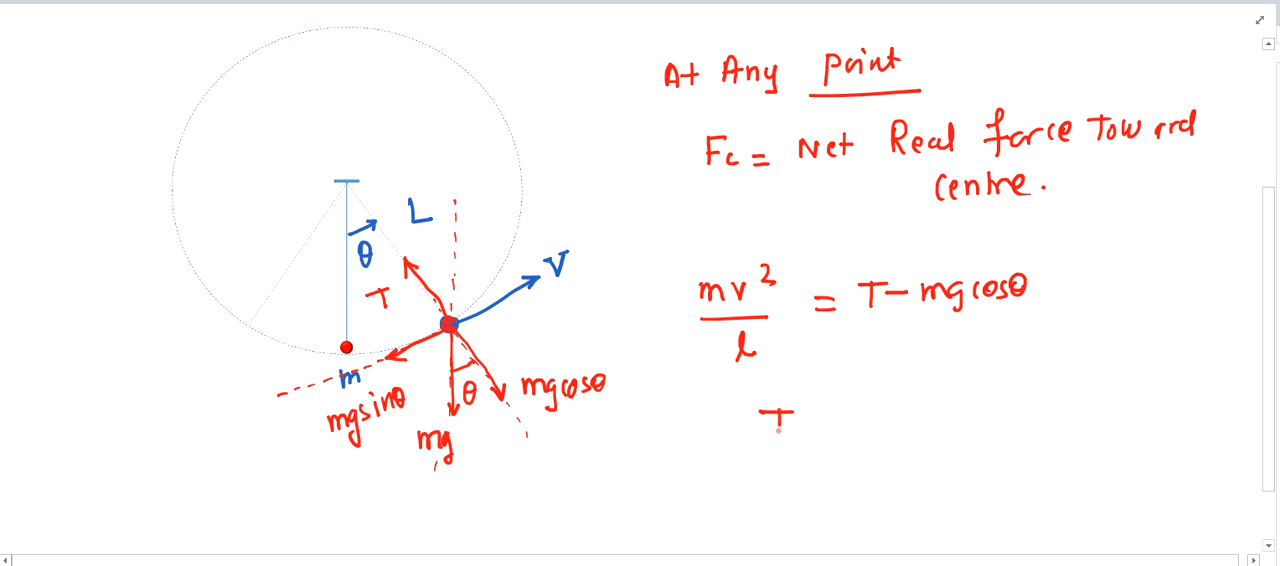 At Any Point
Fc = Net Real force Toward
centre.
L
θ
V
T
mv²
= T - mg cosθ
l
m
θ
mg cosθ
mg sinθ
mg
T